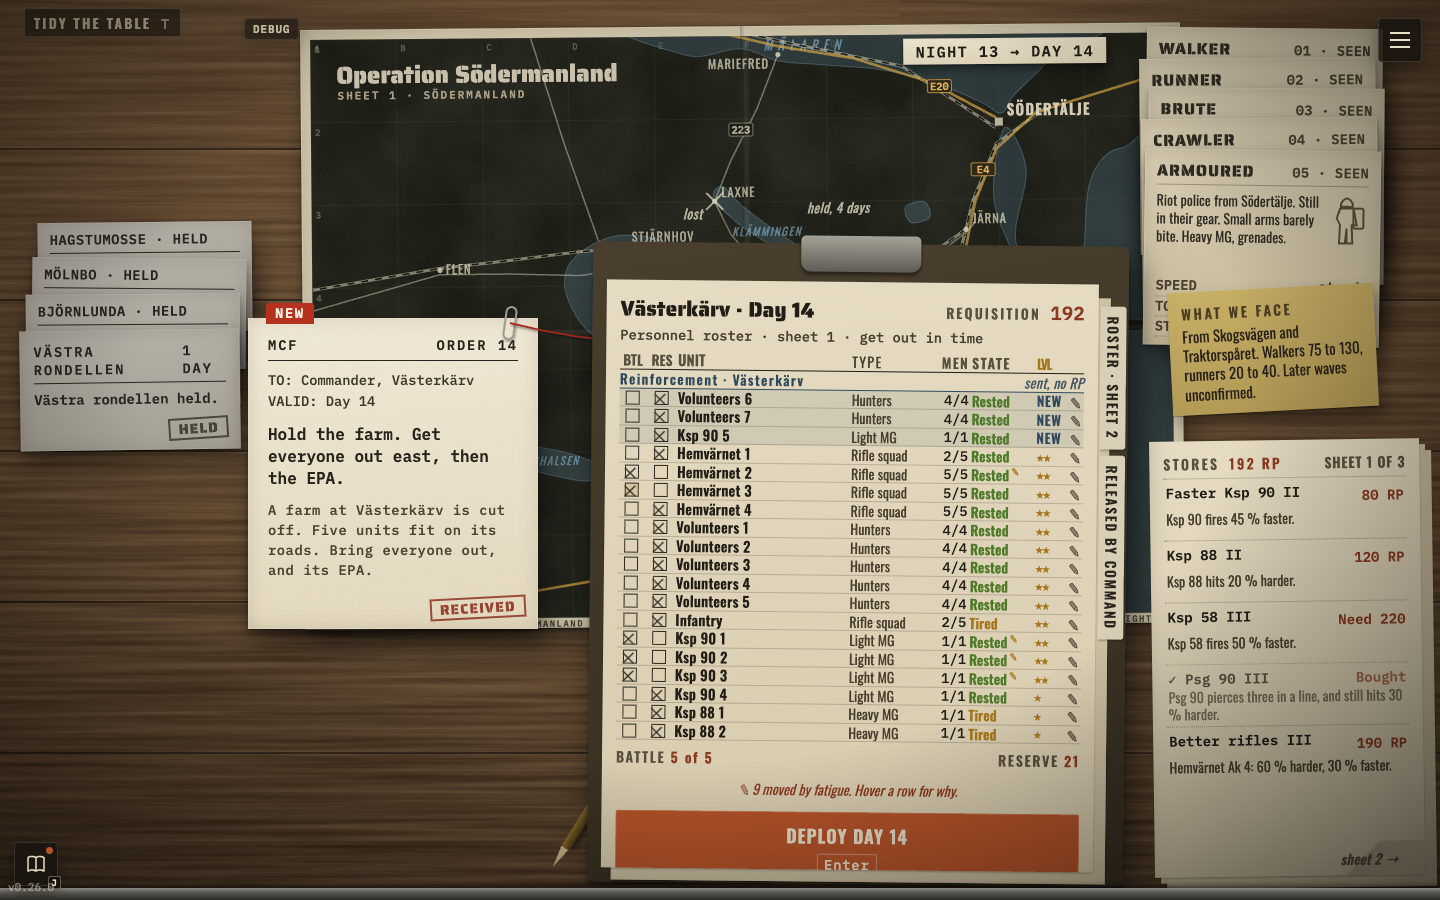 TIDY THE TABLE T
DEBUG
Operation Södermanland
SHEET 1 · SÖDERMANLAND
B
C
D
E
2
3
4
MÄLAREN
MARIEFRED
NIGHT 13 → DAY 14
E20
SÖDERTÄLJE
223
E4
LAXNE
lost
held, 4 days
KLÄMMINGEN
JÄRNA
STJÄRNHOV
FLEN
WALKER 01 · SEEN
RUNNER 02 · SEEN
BRUTE 03 · SEEN
CRAWLER 04 · SEEN
ARMOURED 05 · SEEN
Riot police from Södertälje. Still
in their gear. Small arms barely
bite. Heavy MG, grenades.
SPEED
WHAT WE FACE
From Skogsvägen and
Traktorspåret. Walkers 75 to 130,
runners 20 to 40. Later waves
unconfirmed.
HAGSTUMOSSE · HELD
MÖLNBO · HELD
BJÖRNLUNDA · HELD
VÄSTRA RONDELLEN 1 DAY
Västra rondellen held.
HELD
NEW
MCF ORDER 14
TO: Commander, Västerkärv
VALID: Day 14
Hold the farm. Get
everyone out east, then
the EPA.
A farm at Västerkärv is cut
off. Five units fit on its
roads. Bring everyone out,
and its EPA.
RECEIVED
Västerkärv · Day 14 REQUISITION 192
Personnel roster · sheet 1 · get out in time
BTL RES UNIT TYPE MEN STATE LVL
Reinforcement · Västerkärv sent, no RP
Volunteers 6 Hunters 4/4 Rested NEW
Volunteers 7 Hunters 4/4 Rested NEW
Ksp 90 5 Light MG 1/1 Rested NEW
Hemvärnet 1 Rifle squad 2/5 Rested ★★
Hemvärnet 2 Rifle squad 5/5 Rested ★★
Hemvärnet 3 Rifle squad 5/5 Rested ★★
Hemvärnet 4 Rifle squad 5/5 Rested ★★
Volunteers 1 Hunters 4/4 Rested ★★
Volunteers 2 Hunters 4/4 Rested ★★
Volunteers 3 Hunters 4/4 Rested ★★
Volunteers 4 Hunters 4/4 Rested ★★
Volunteers 5 Hunters 4/4 Rested ★★
Infantry Rifle squad 2/5 Tired ★★
Ksp 90 1 Light MG 1/1 Rested ★★
Ksp 90 2 Light MG 1/1 Rested ★★
Ksp 90 3 Light MG 1/1 Rested ★★
Ksp 90 4 Light MG 1/1 Rested ★
Ksp 88 1 Heavy MG 1/1 Tired ★
Ksp 88 2 Heavy MG 1/1 Tired ★
BATTLE 5 of 5 RESERVE 21
9 moved by fatigue. Hover a row for why.
DEPLOY DAY 14
Enter
ROSTER · SHEET 2
RELEASED BY COMMAND
STORES 192 RP SHEET 1 OF 3
Faster Ksp 90 II 80 RP
Ksp 90 fires 45 % faster.
Ksp 88 II 120 RP
Ksp 88 hits 20 % harder.
Ksp 58 III Need 220
Ksp 58 fires 50 % faster.
✓ Psg 90 III Bought
Psg 90 pierces three in a line, and still hits 30
% harder.
Better rifles III 190 RP
Hemvärnet Ak 4: 60 % harder, 30 % faster.
sheet 2 →
J